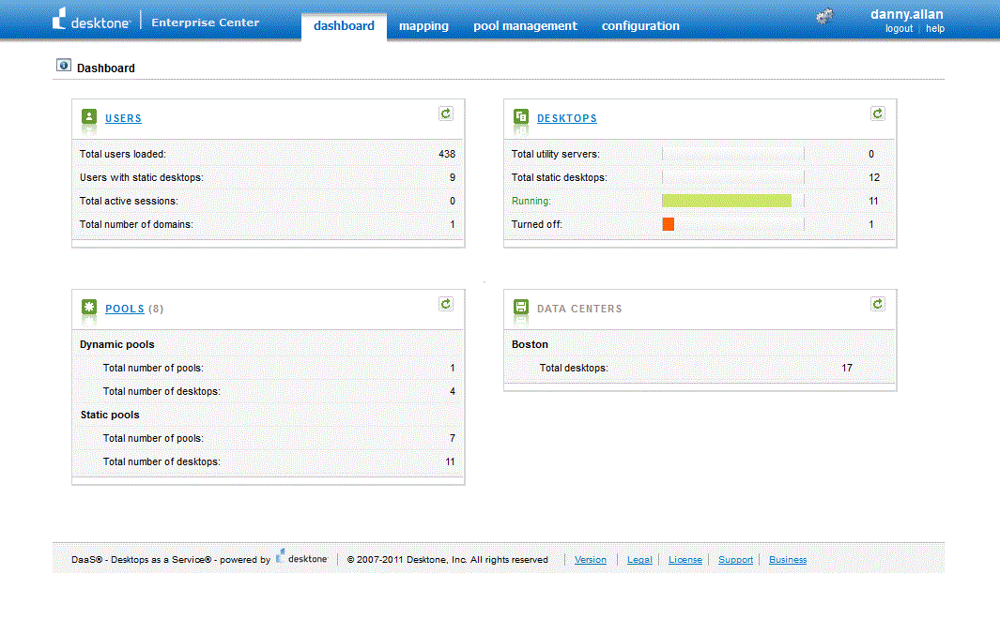 desktone Enterprise Center dashboard mapping pool management configuration danny.allan
logout | help
Dashboard
USERS
Total users loaded: 438
Users with static desktops: 9
Total active sessions: 0
Total number of domains: 1
DESKTOPS
Total utility servers: 0
Total static desktops: 12
Running: 11
Turned off: 1
POOLS (8)
Dynamic pools
Total number of pools: 1
Total number of desktops: 4
Static pools
Total number of pools: 7
Total number of desktops: 11
DATA CENTERS
Boston
Total desktops: 17
DaaS® - Desktops as a Service® - powered by desktone | © 2007-2011 Desktone, Inc. All rights reserved | Version | Legal | License | Support | Business